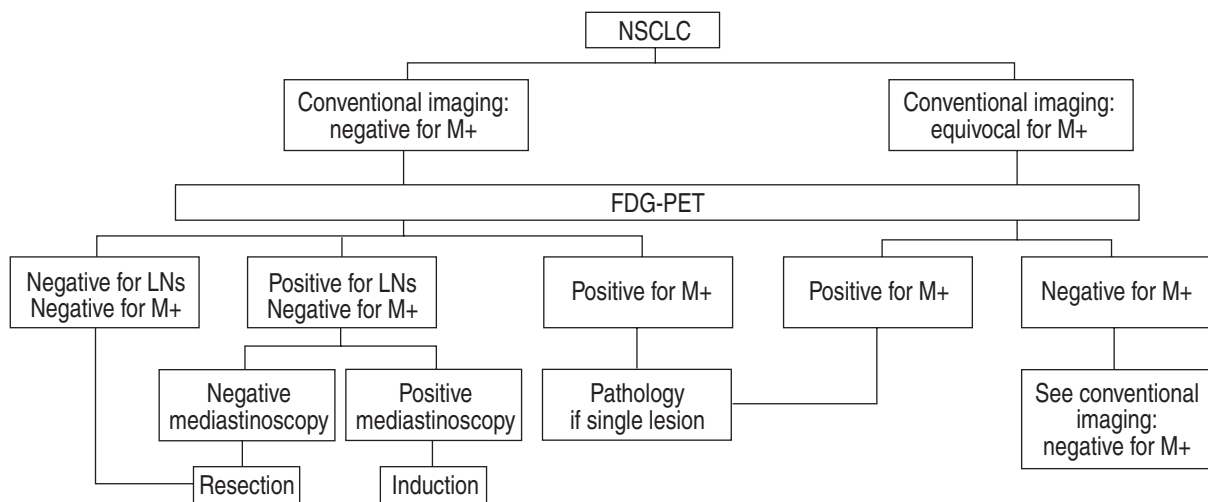 NSCLC
Conventional imaging:
negative for M+
Conventional imaging:
equivocal for M+
FDG-PET
Negative for LNs
Negative for M+
Positive for LNs
Negative for M+
Positive for M+
Positive for M+
Negative for M+
Negative
mediastinoscopy
Positive
mediastinoscopy
Pathology
if single lesion
See conventional
imaging:
negative for M+
Resection
Induction